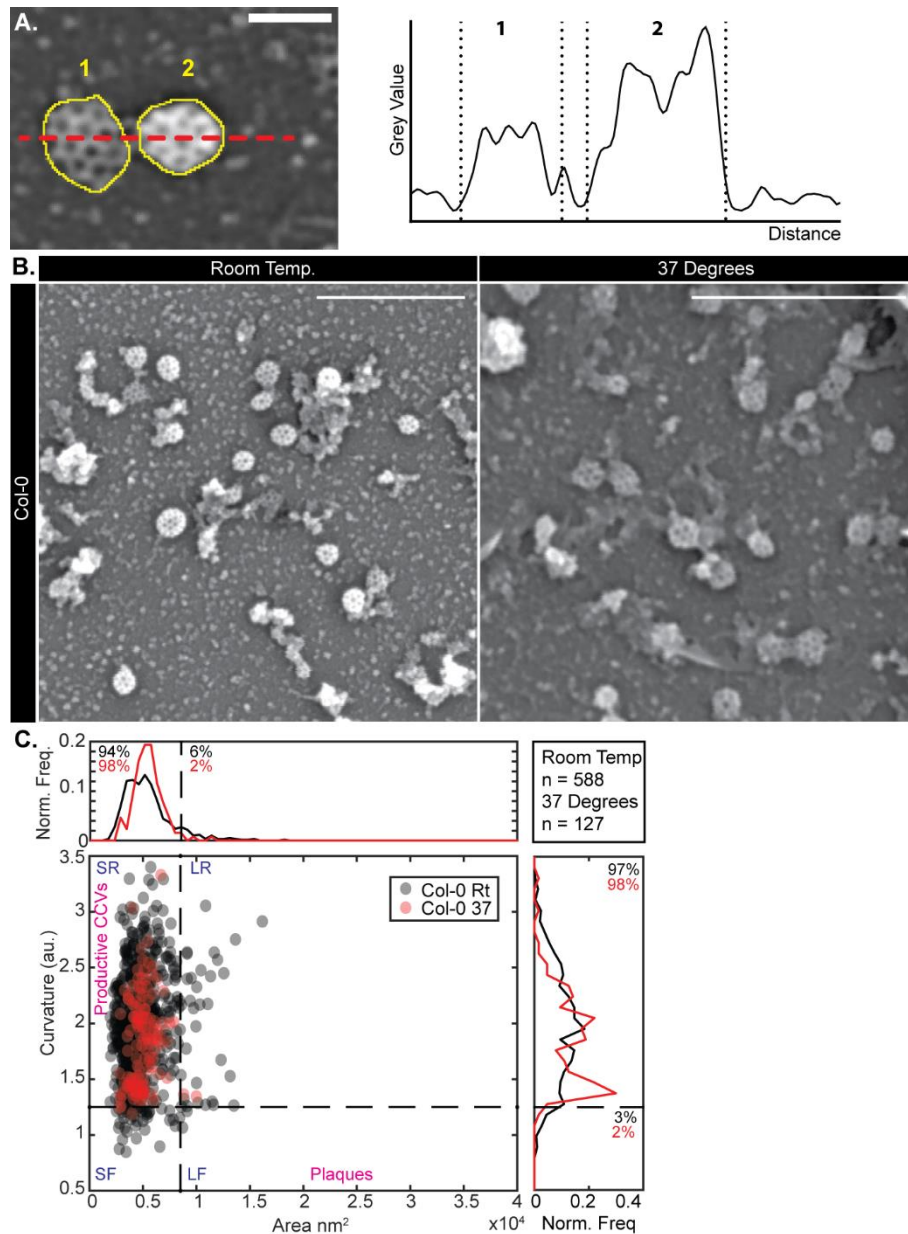 A.
1
2
1
2
Grey Value
Distance
B.
Room Temp.
37 Degrees
Col-0
C.
0.2
0.1
0
Norm. Freq.
94%
98%
6%
2%
Room Temp
n = 588
37 Degrees
n = 127
3.5
3
2.5
2
1.5
1
0.5
Curvature (au.)
SR
LR
Productive CCVs
Col-0 Rt
Col-0 37
SF
LF
Plaques
0
0.5
1
1.5
2
2.5
3
3.5
4
Area nm²
x10⁴
97%
98%
3%
2%
0
0.2
0.4
Norm. Freq